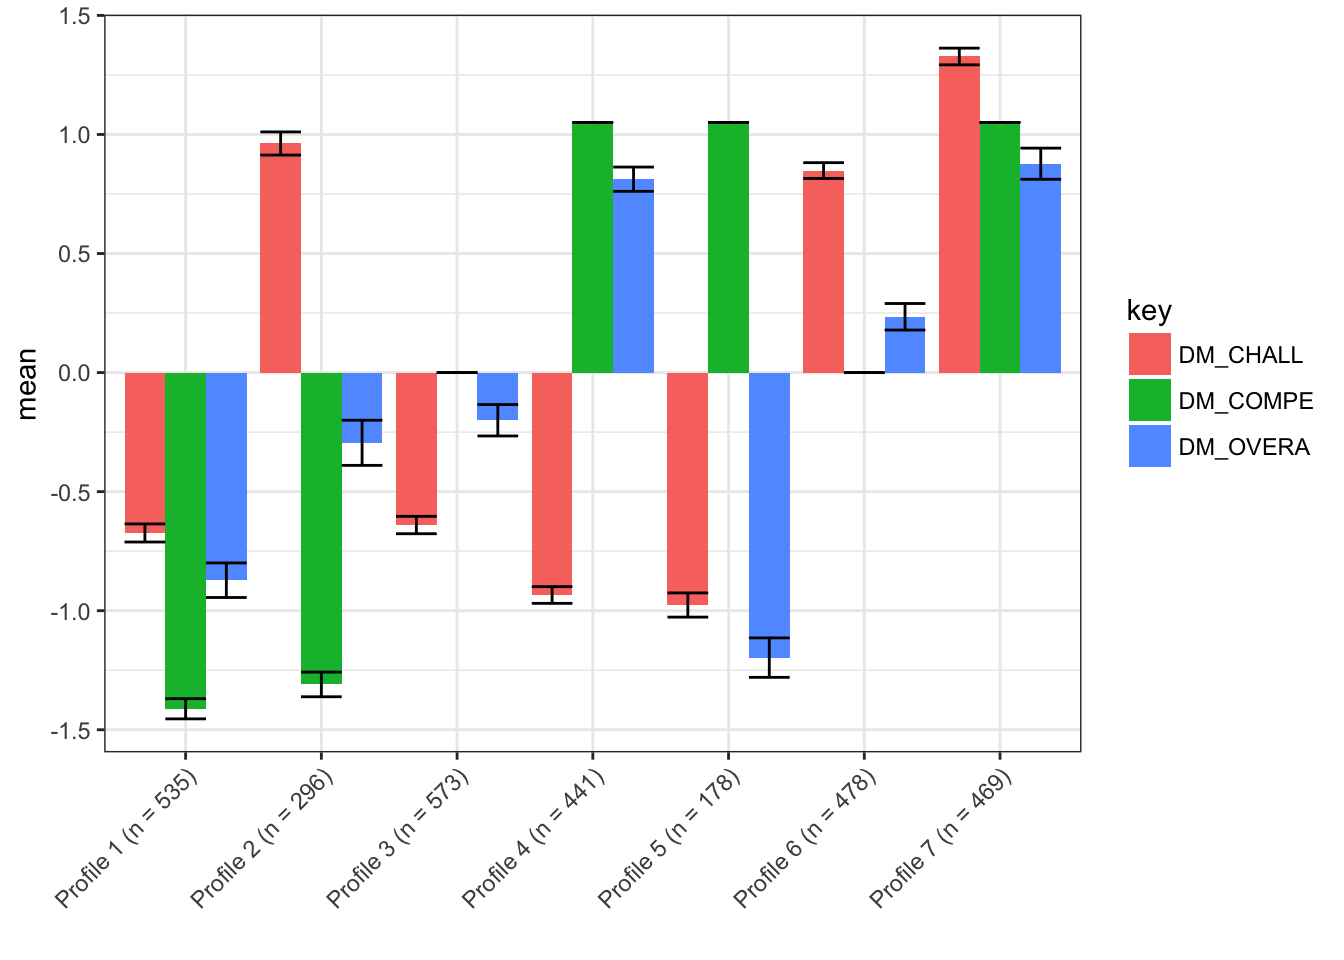 1.5
1.0
0.5
0.0
-0.5
-1.0
-1.5
mean
Profile 1 (n = 535)
Profile 2 (n = 296)
Profile 3 (n = 573)
Profile 4 (n = 441)
Profile 5 (n = 178)
Profile 6 (n = 478)
Profile 7 (n = 469)
key
DM_CHALL
DM_COMPE
DM_OVERA